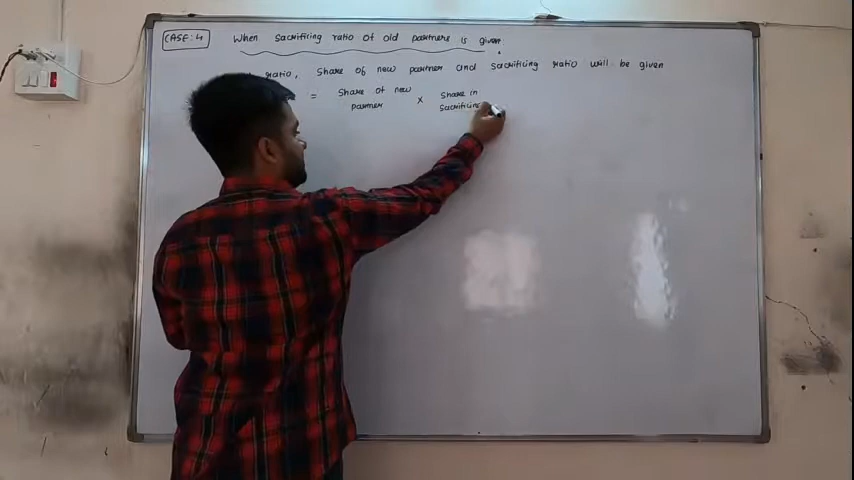 CASE: 4 When sacrificing ratio of old partners is given.
ratio, share of new partner and sacrificing ratio will be given
= share of new × share in
partner sacrificing